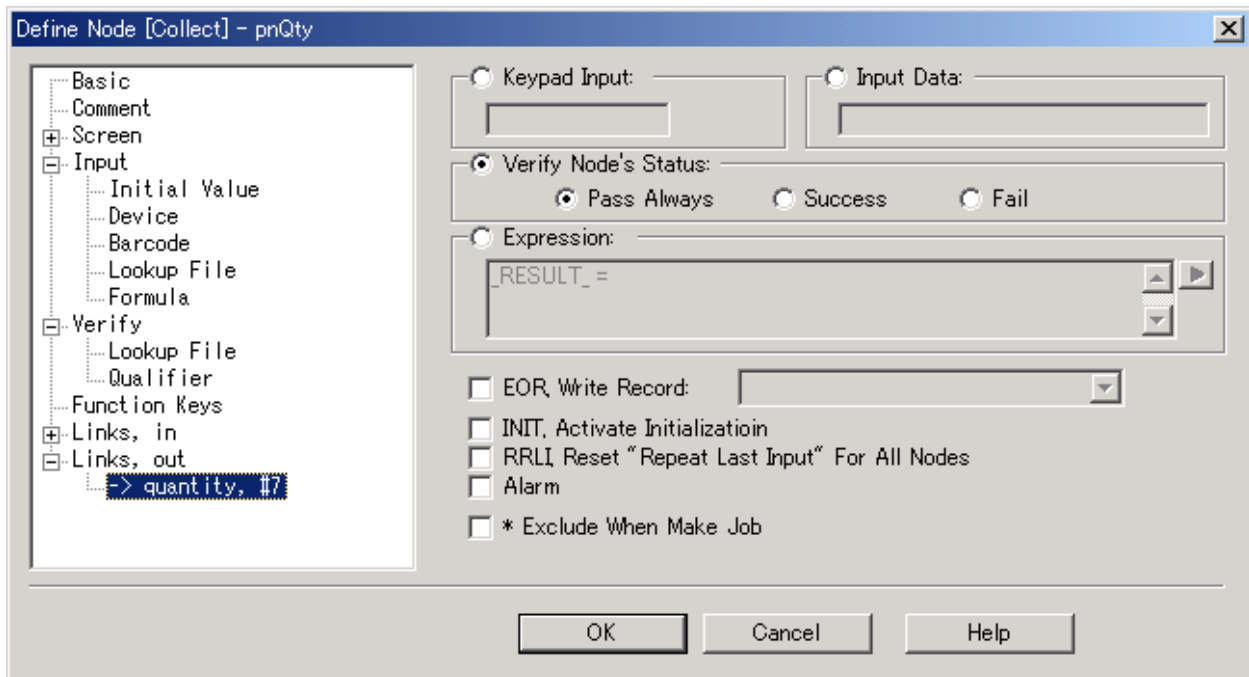 Define Node [Collect] - pnQty
Basic
Comment
Screen
Input
Initial Value
Device
Barcode
Lookup File
Formula
Verify
Lookup File
Qualifier
Function Keys
Links, in
Links, out
-> quantity, #7
Keypad Input:
Input Data:
Verify Node's Status:
Pass Always
Success
Fail
Expression:
_RESULT_ =
EOR, Write Record:
INIT, Activate Initializatioin
RRLI, Reset "Repeat Last Input" For All Nodes
Alarm
* Exclude When Make Job
OK
Cancel
Help